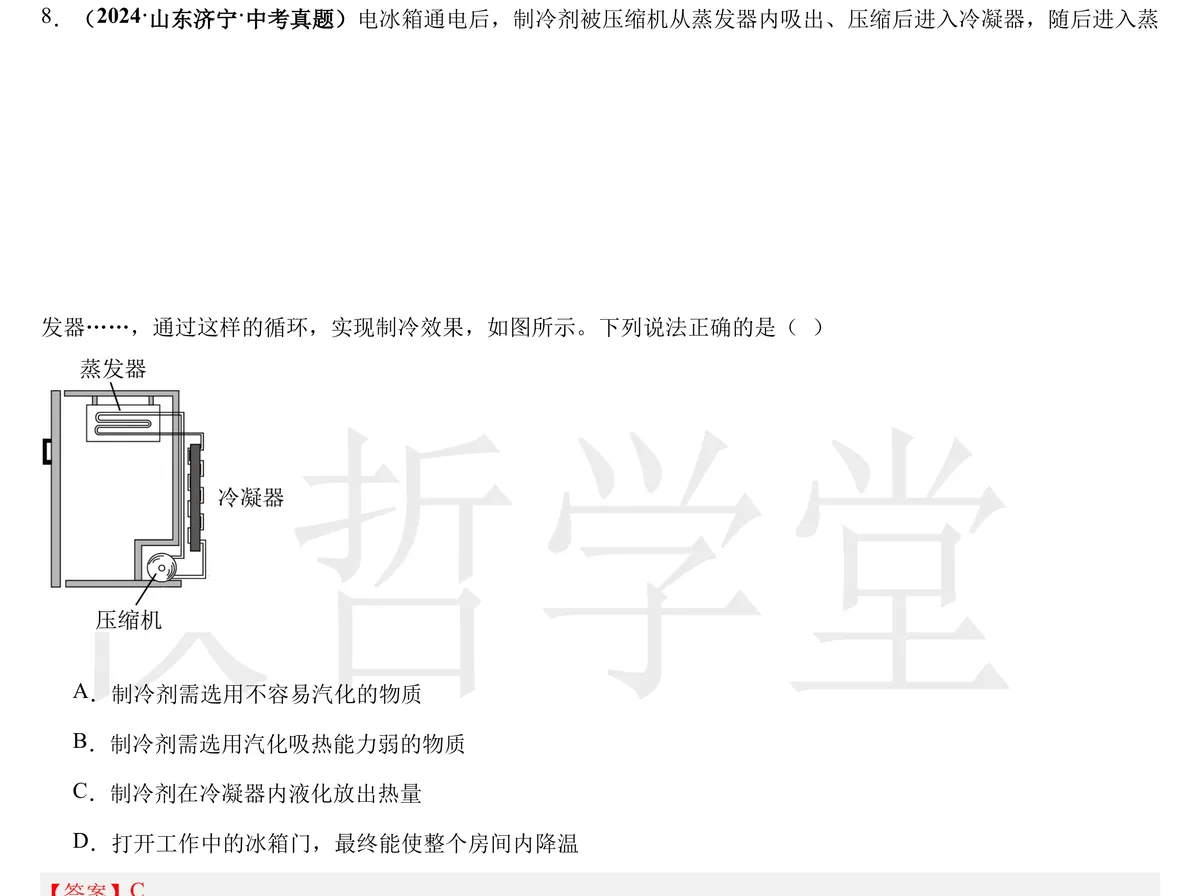 8．（2024·山东济宁·中考真题）电冰箱通电后，制冷剂被压缩机从蒸发器内吸出、压缩后进入冷凝器，随后进入蒸
发器……，通过这样的循环，实现制冷效果，如图所示。下列说法正确的是（ ）
蒸发器
冷凝器
压缩机
哲学堂
A．制冷剂需选用不容易汽化的物质
B．制冷剂需选用汽化吸热能力弱的物质
C．制冷剂在冷凝器内液化放出热量
D．打开工作中的冰箱门，最终能使整个房间内降温
【答案】C